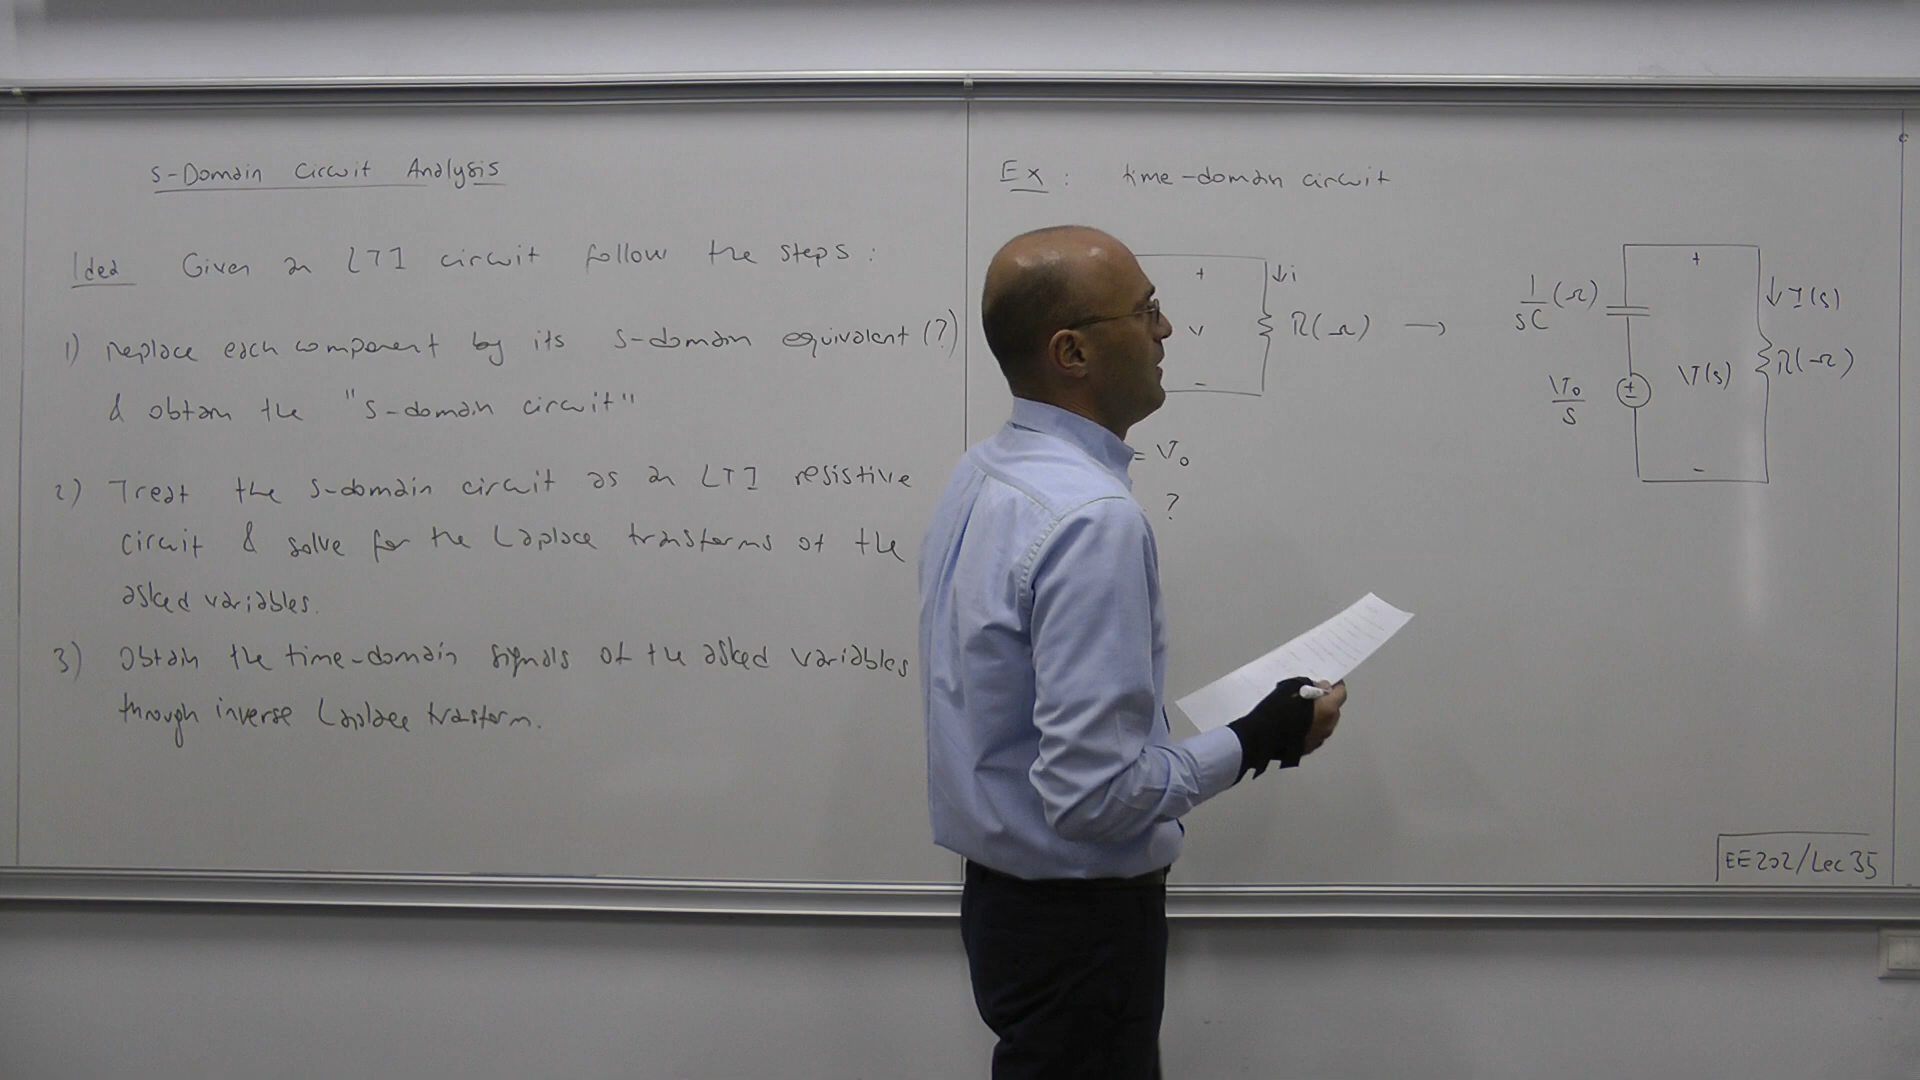 s-Domain Circuit Analysis
Idea Given an LTI circuit follow the steps :
1) Replace each component by its s-domain equivalent (?)
& obtain the "s-domain circuit"
2) Treat the s-domain circuit as an LTI resistive
circuit & solve for the Laplace transforms of the
asked variables.
3) Obtain the time-domain signals of the asked variables
through inverse Laplace trasform.
Ex : time-domain circuit
+
↓i
v
R(Ω) →
-
= V₀
?
1/sC (Ω)
+
↓ I(s)
V₀/s
±
V(s)
R(Ω)
-
EE202/Lec35